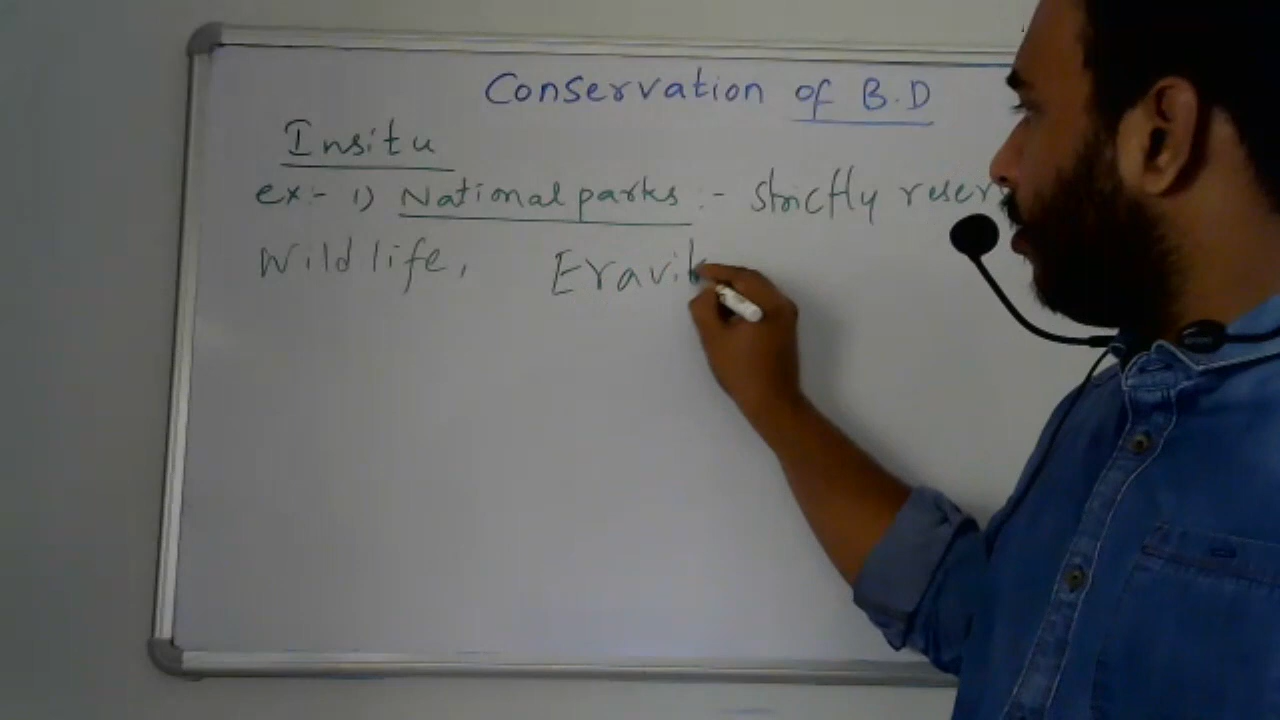 Conservation of B.D
Insitu
ex:- 1) National parks :- strictly reser
Wild life, Eravik